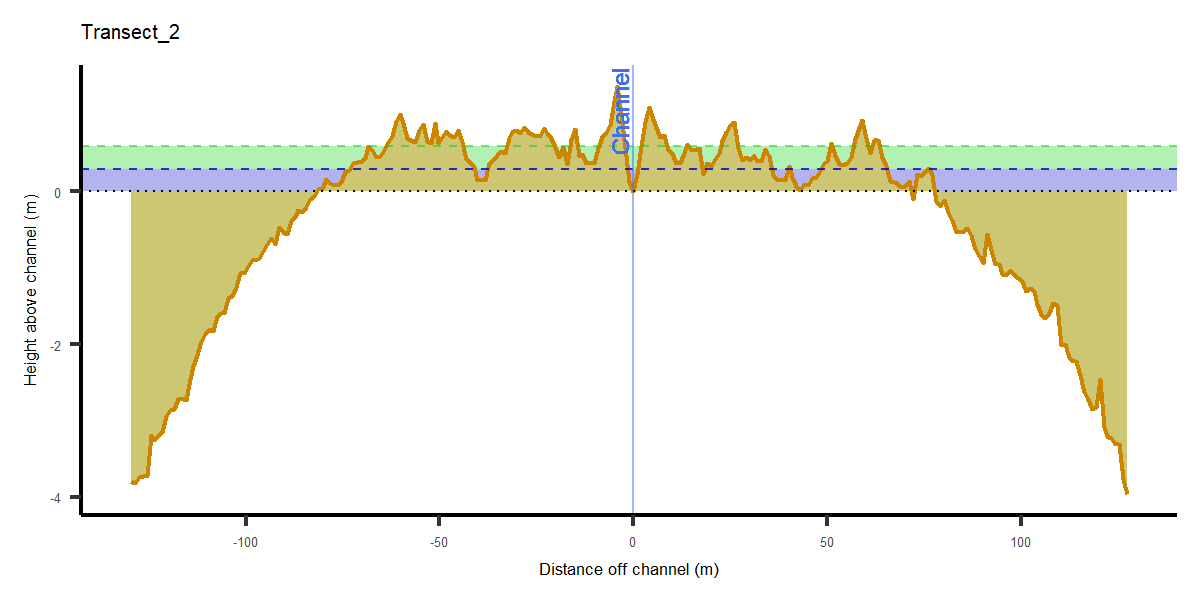 Transect_2
Channel
Height above channel (m)
0
-2
-4
-100
-50
0
50
100
Distance off channel (m)